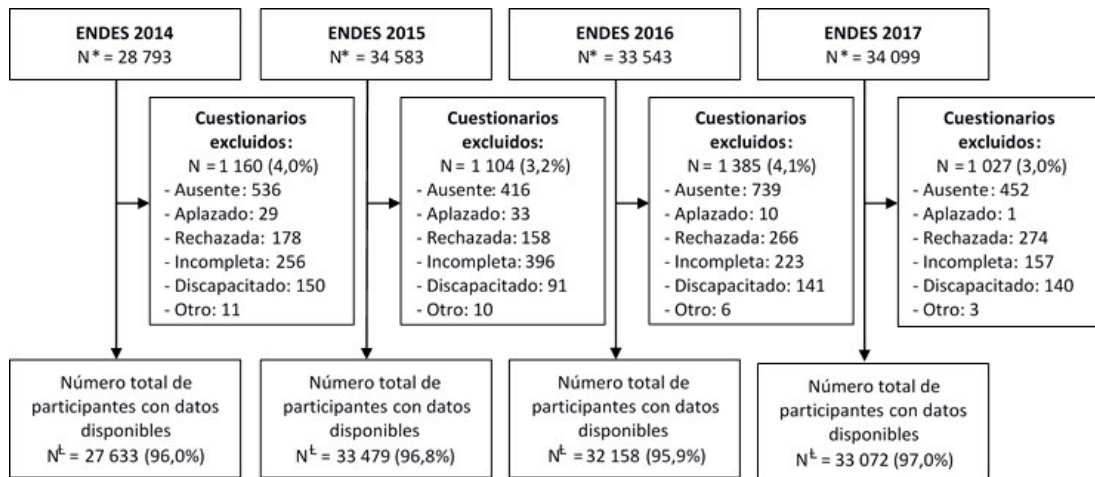 ENDES 2014
N* = 28 793
Cuestionarios
excluidos:
N = 1 160 (4,0%)
- Ausente: 536
- Aplazado: 29
- Rechazada: 178
- Incompleta: 256
- Discapacitado: 150
- Otro: 11
Número total de
participantes con datos
disponibles
Nᴸ 27 633 (96,0%)
ENDES 2015
N* = 34 583
Cuestionarios
excluidos:
N = 1 104 (3,2%)
- Ausente: 416
- Aplazado: 33
- Rechazada: 158
- Incompleta: 396
- Discapacitado: 91
- Otro: 10
Número total de
participantes con datos
disponibles
Nᴸ 33 479 (96,8%)
ENDES 2016
N* = 33 543
Cuestionarios
excluidos:
N = 1 385 (4,1%)
- Ausente: 739
- Aplazado: 10
- Rechazada: 266
- Incompleta: 223
- Discapacitado: 141
- Otro: 6
Número total de
participantes con datos
disponibles
Nᴸ 32 158 (95,9%)
ENDES 2017
N* = 34 099
Cuestionarios
excluidos:
N = 1 027 (3,0%)
- Ausente: 452
- Aplazado: 1
- Rechazada: 274
- Incompleta: 157
- Discapacitado: 140
- Otro: 3
Número total de
participantes con datos
disponibles
Nᴸ 33 072 (97,0%)